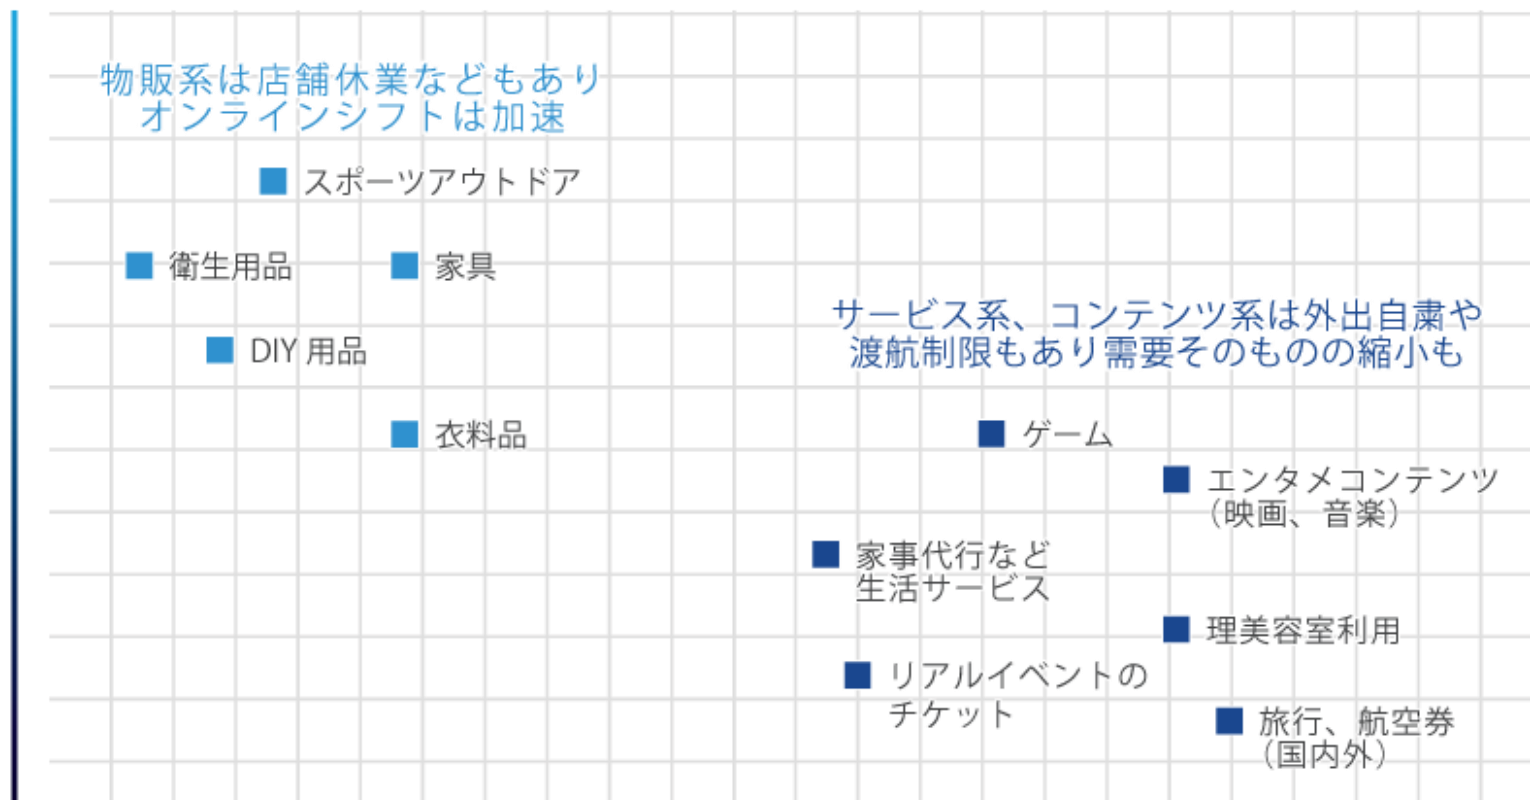 物販系は店舗休業などもあり
オンラインシフトは加速
スポーツアウトドア
衛生用品
家具
DIY 用品
衣料品
サービス系、コンテンツ系は外出自粛や
渡航制限もあり需要そのものの縮小も
ゲーム
エンタメコンテンツ
（映画、音楽）
家事代行など
生活サービス
理美容室利用
リアルイベントの
チケット
旅行、航空券
（国内外）